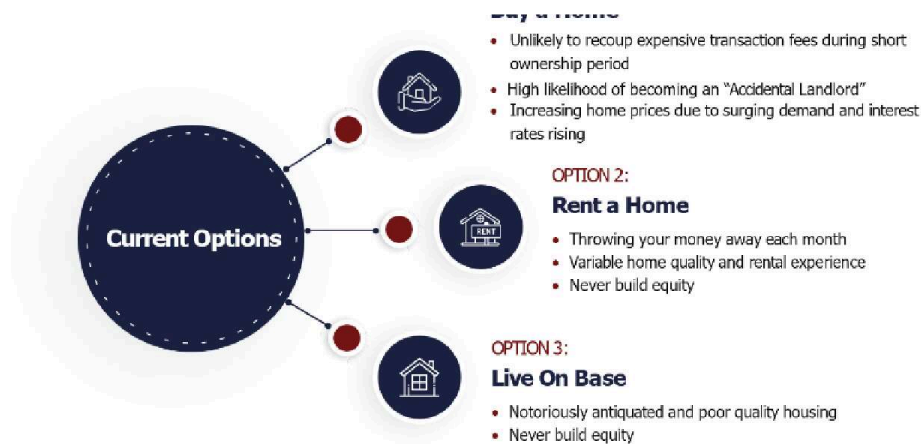 Buy a Home
• Unlikely to recoup expensive transaction fees during short
ownership period
• High likelihood of becoming an “Accidental Landlord”
• Increasing home prices due to surging demand and interest
rates rising
Current Options
OPTION 2:
Rent a Home
RENT
• Throwing your money away each month
• Variable home quality and rental experience
• Never build equity
OPTION 3:
Live On Base
• Notoriously antiquated and poor quality housing
• Never build equity